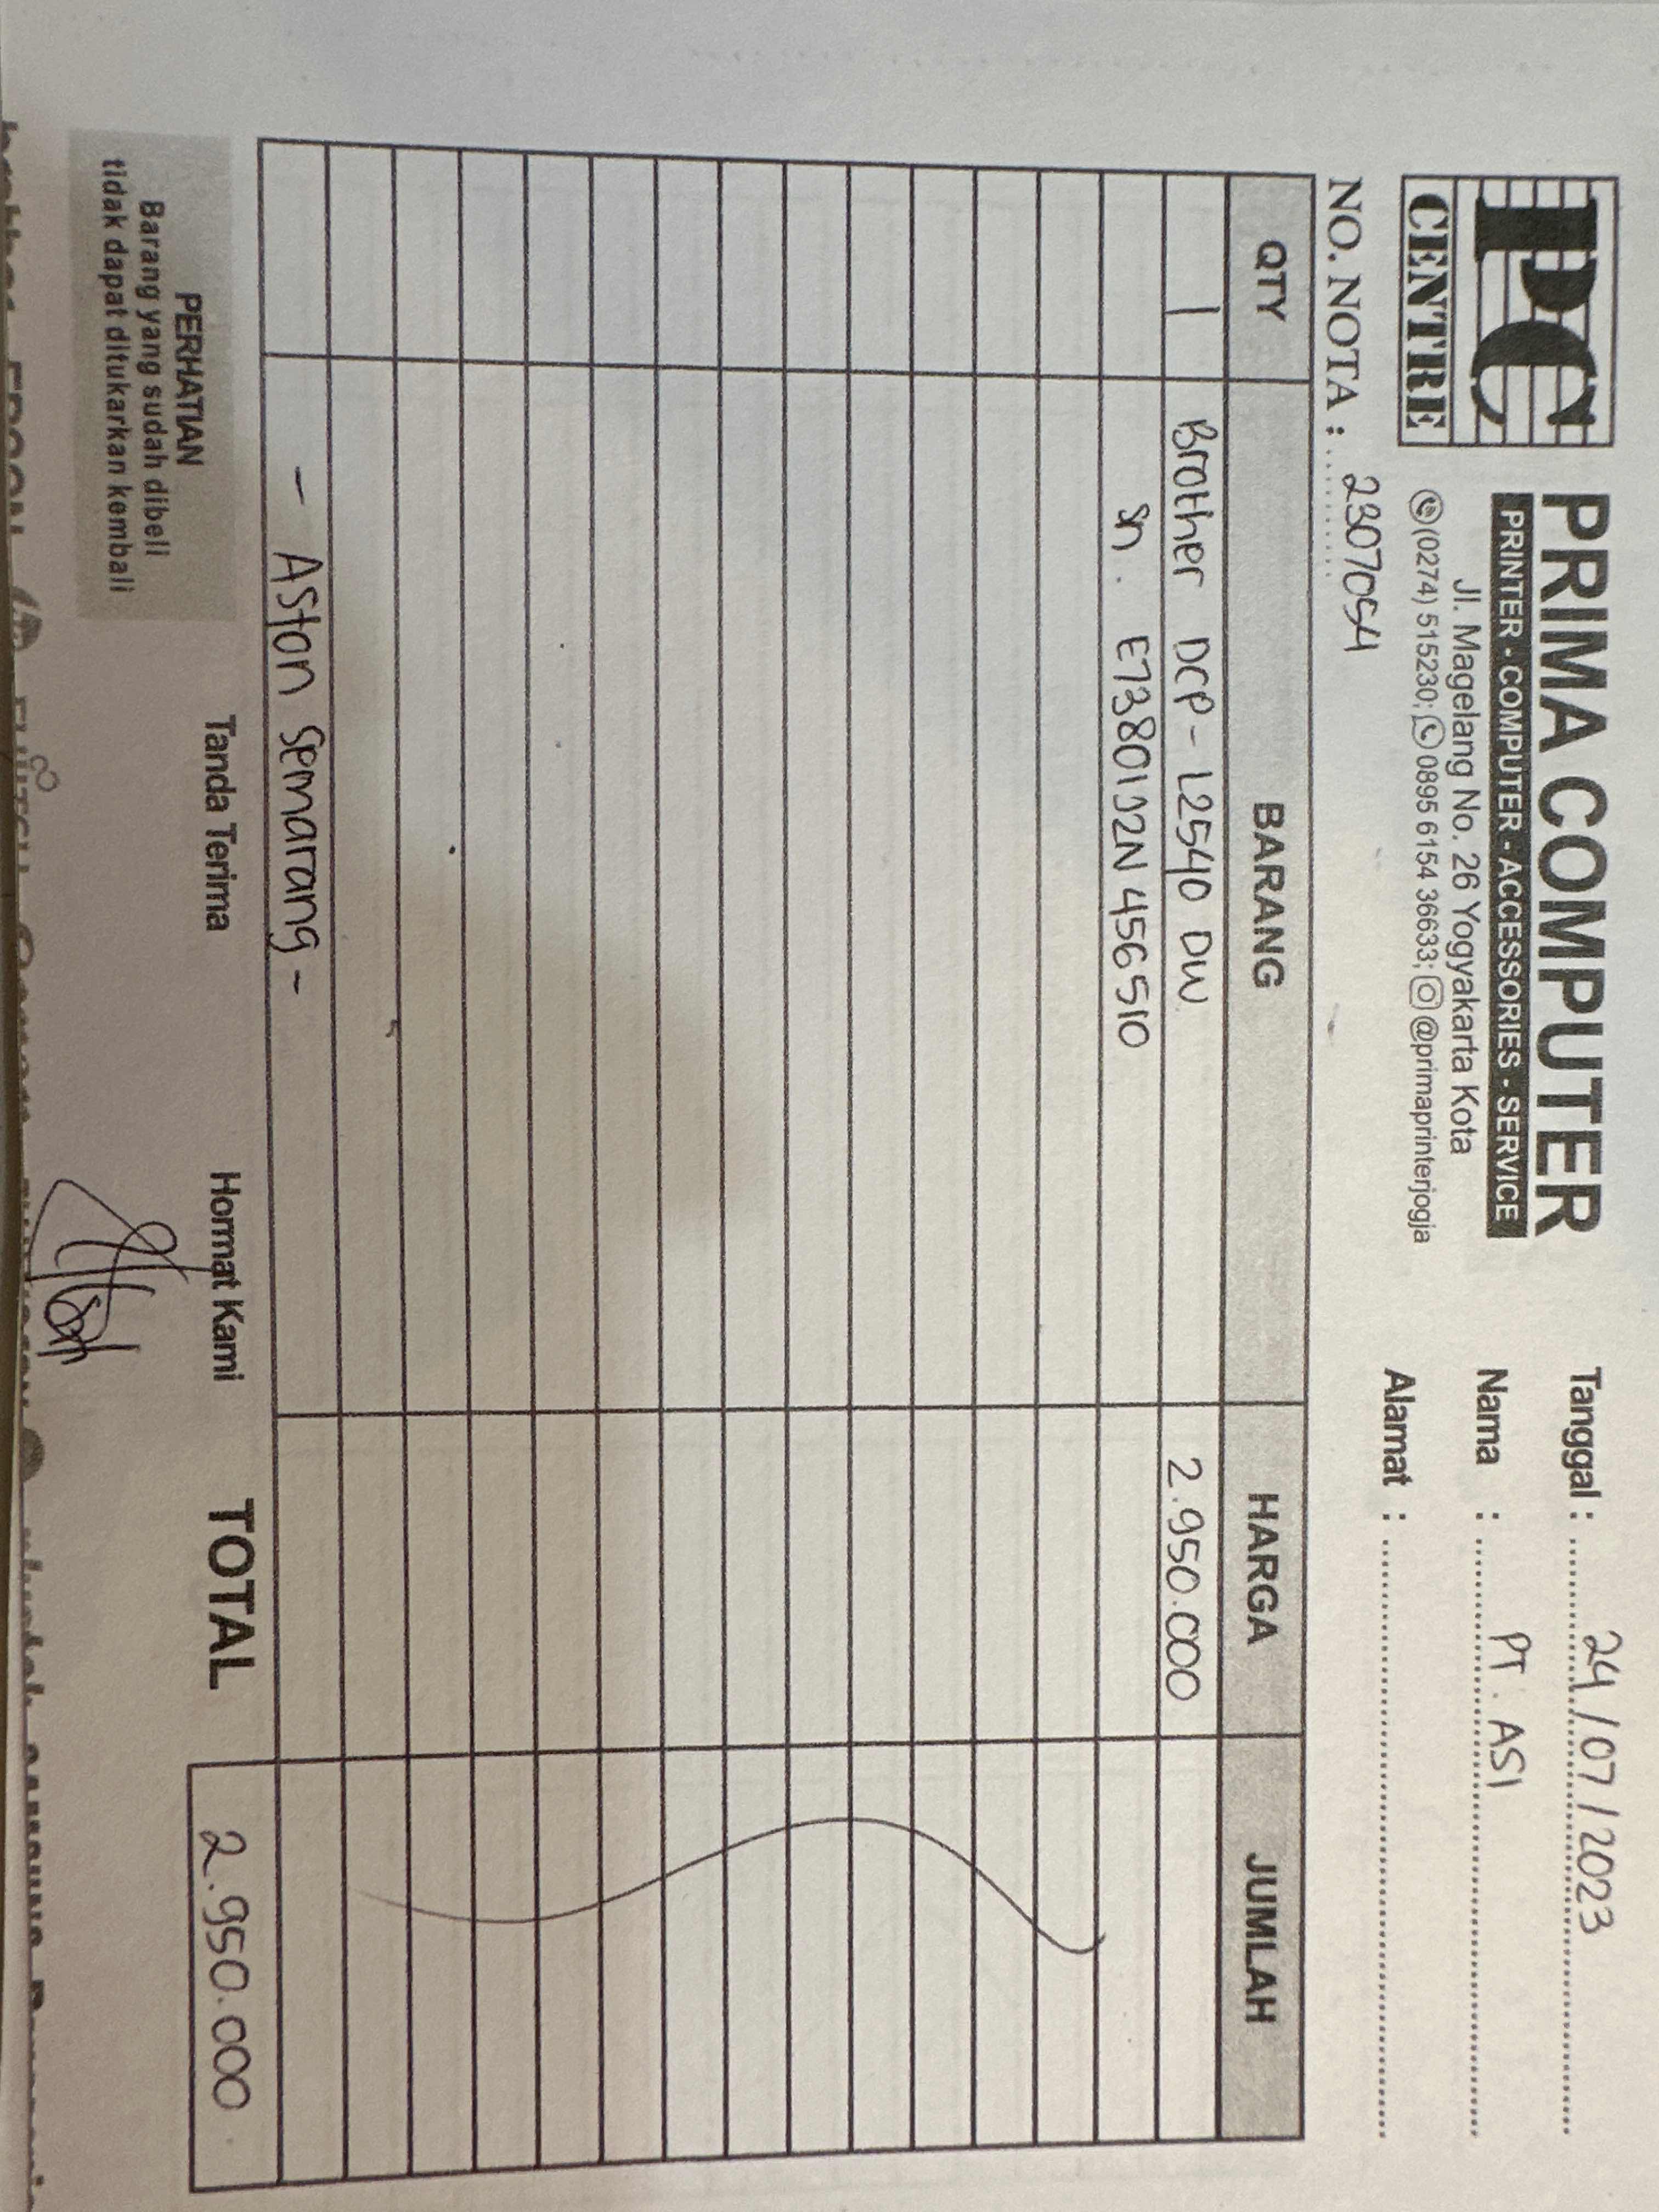 PC
CENTRE
PRIMA COMPUTER
PRINTER - COMPUTER - ACCESSORIES - SERVICE
Jl. Magelang No. 26 Yogyakarta Kota
(0274) 515230; 0895 6154 36633; @primaprinterjogja
Tanggal : 24 / 07 / 2023
Nama : PT. ASI
Alamat :
NO. NOTA : 2307054
QTY BARANG HARGA JUMLAH
1 Brother DCP - L2540 DW 2.950.000
Sn. E73801J2N456510
- Aston Semarang -
PERHATIAN
Barang yang sudah dibeli
tidak dapat ditukarkan kembali
Tanda Terima
Hormat Kami
TOTAL 2.950.000